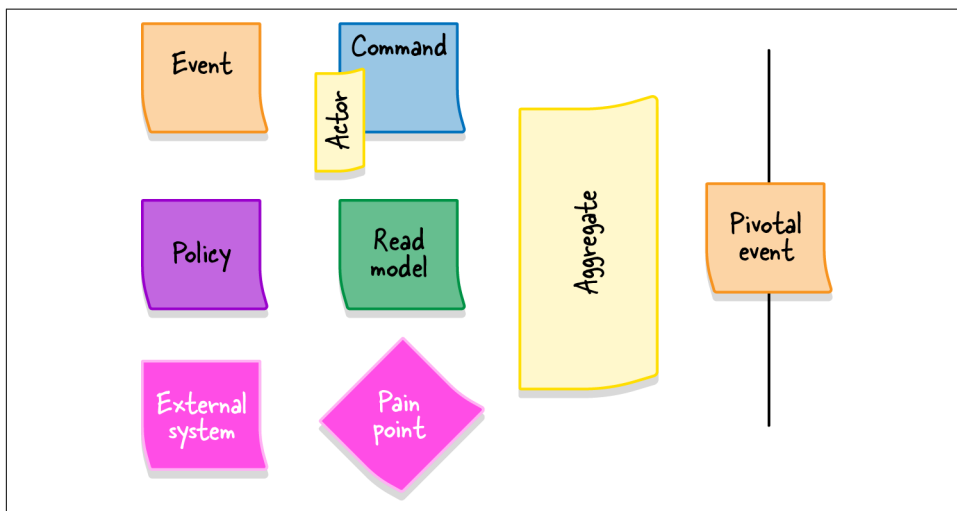 Event
Command
Actor
Policy
Read
model
Aggregate
Pivotal
event
External
system
Pain
point